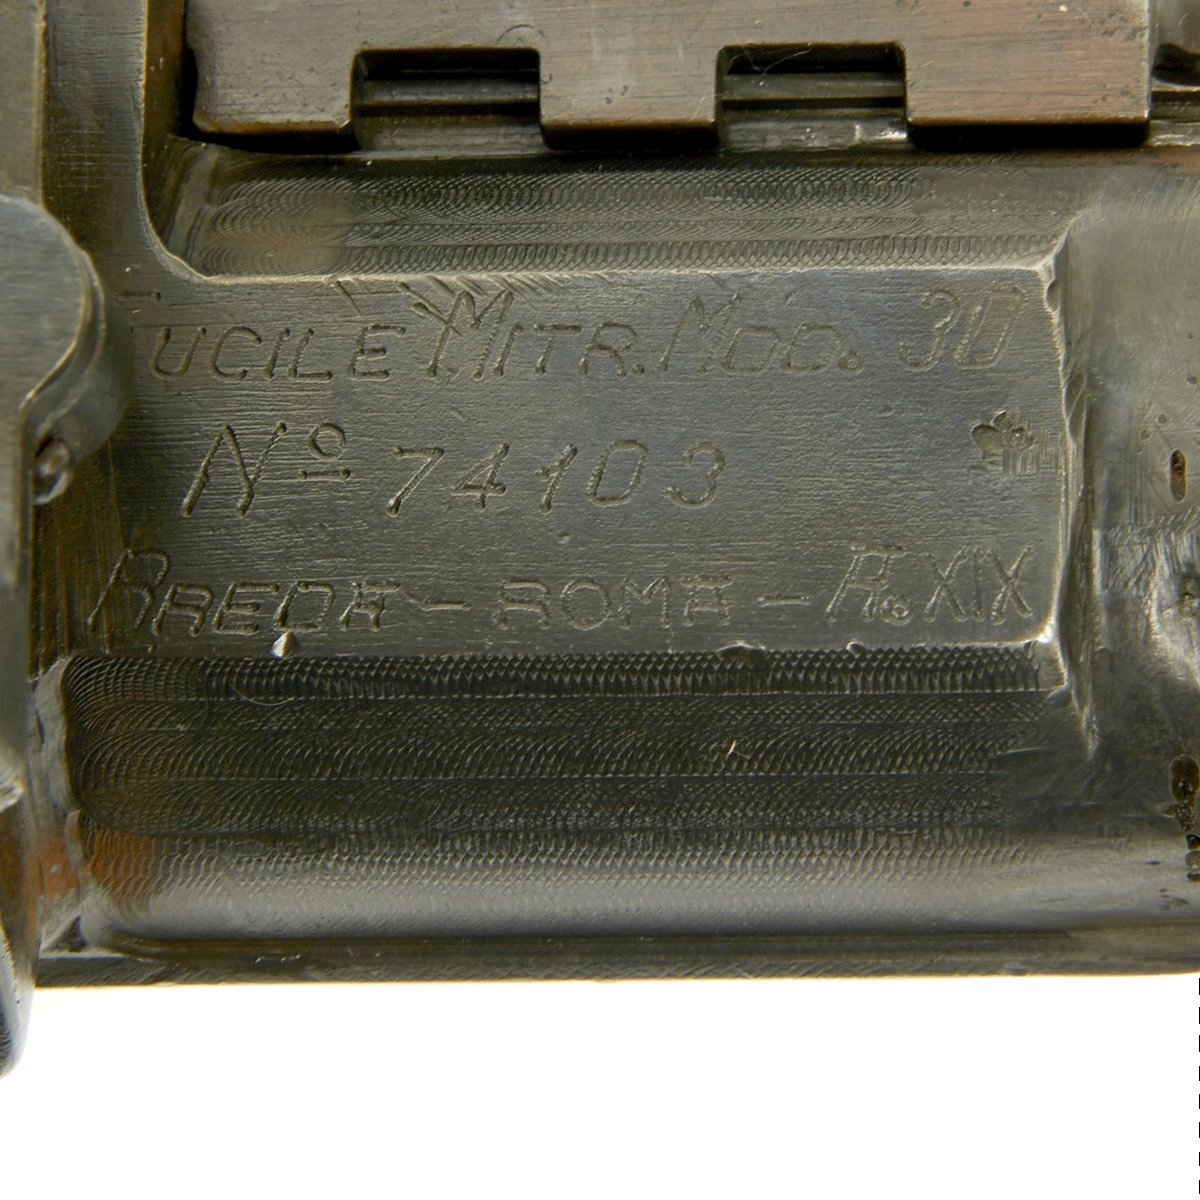 FUCILE MITR. MOD. 30
Nº 74103
BREDA - ROMA - A. XIX